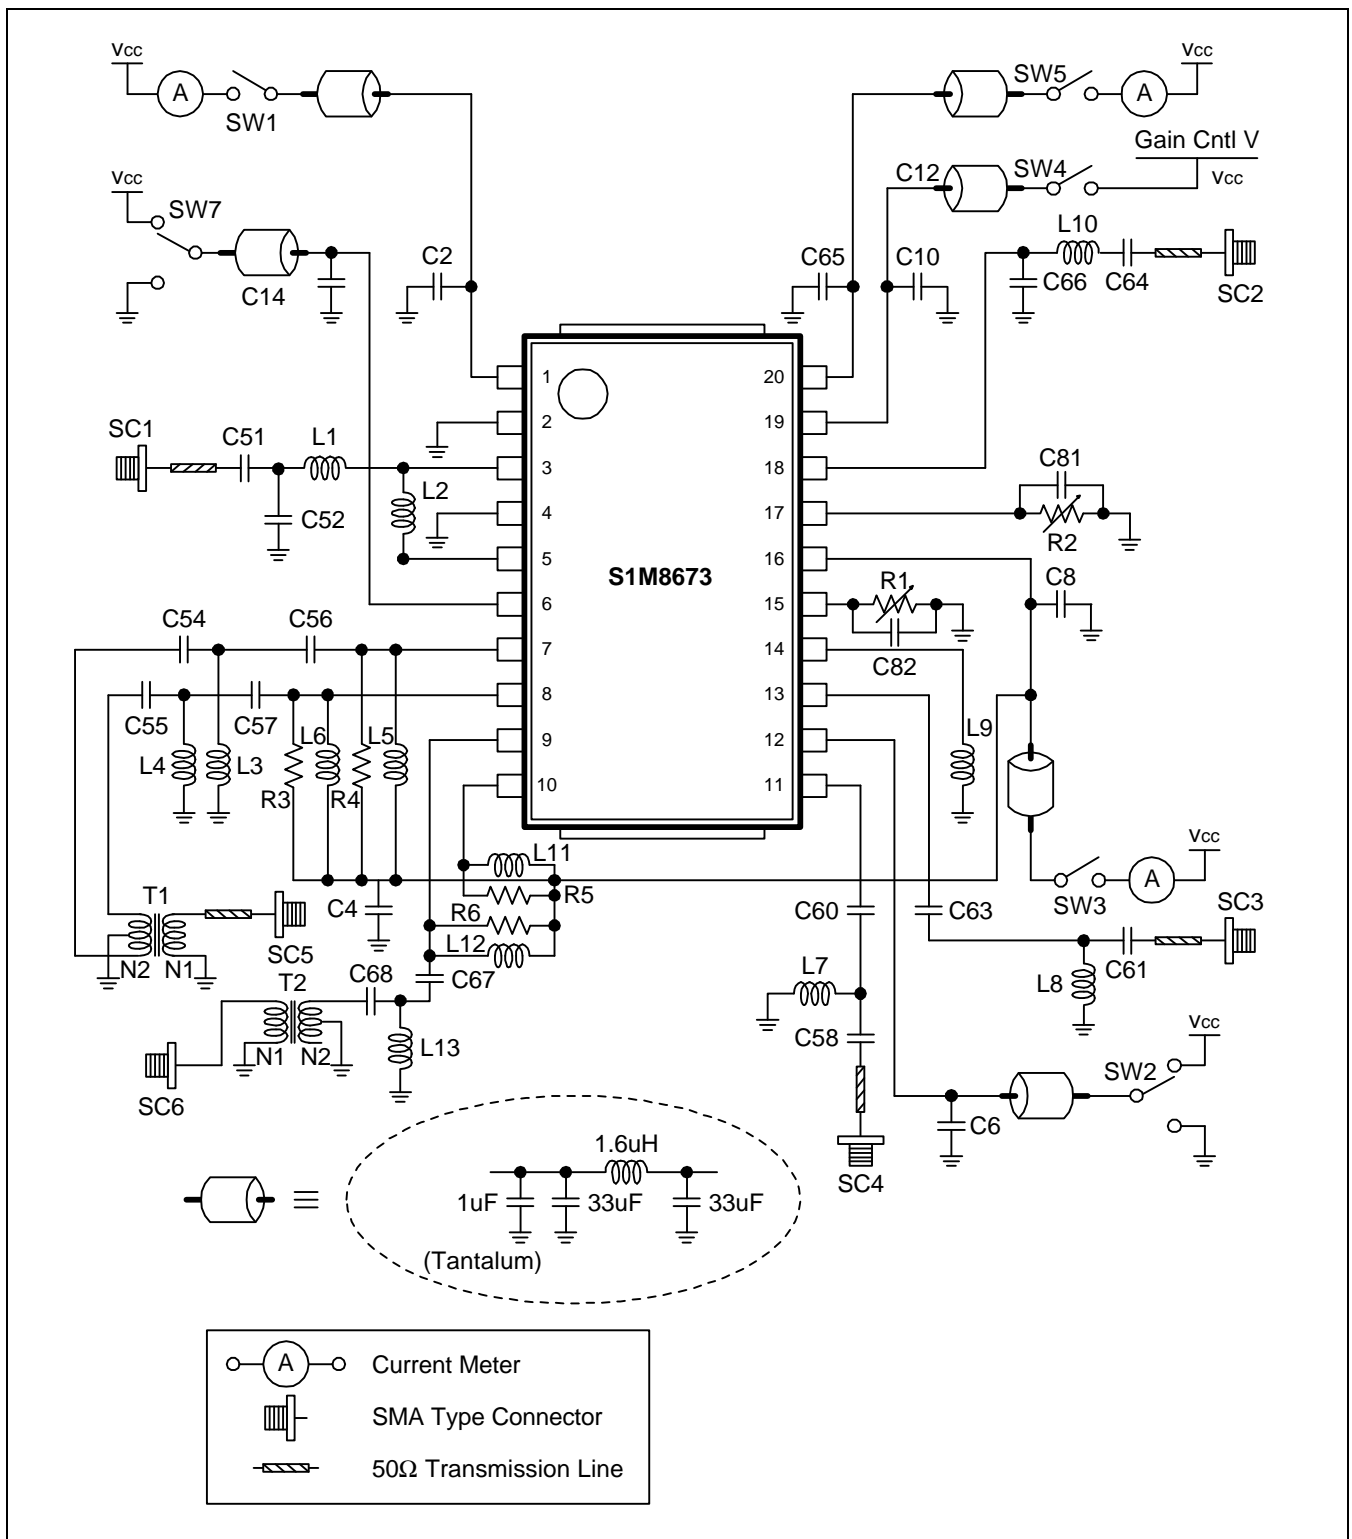 Vcc
A
SW1
Vcc
SW5
A
Gain Cntl V
C12
SW4
Vcc
Vcc
SW7
C14
C2
C65
C10
L10
C66
C64
SC2
1
2
3
4
5
6
7
8
9
10
20
19
18
17
16
15
14
13
12
11
S1M8673
SC1
C51
L1
C52
L2
C81
R2
R1
C8
C82
C54
C56
C55
C57
L4
L3
L6
L5
R3
R4
L9
L11
R5
R6
L12
C4
T1
N2
N1
SC5
C67
T2
C68
N1
N2
L13
SC6
C60
C63
L7
C58
SC4
Vcc
A
SW3
SC3
C61
L8
Vcc
SW2
C6
1.6uH
1uF
33uF
33uF
(Tantalum)
A
Current Meter
SMA Type Connector
50Ω Transmission Line